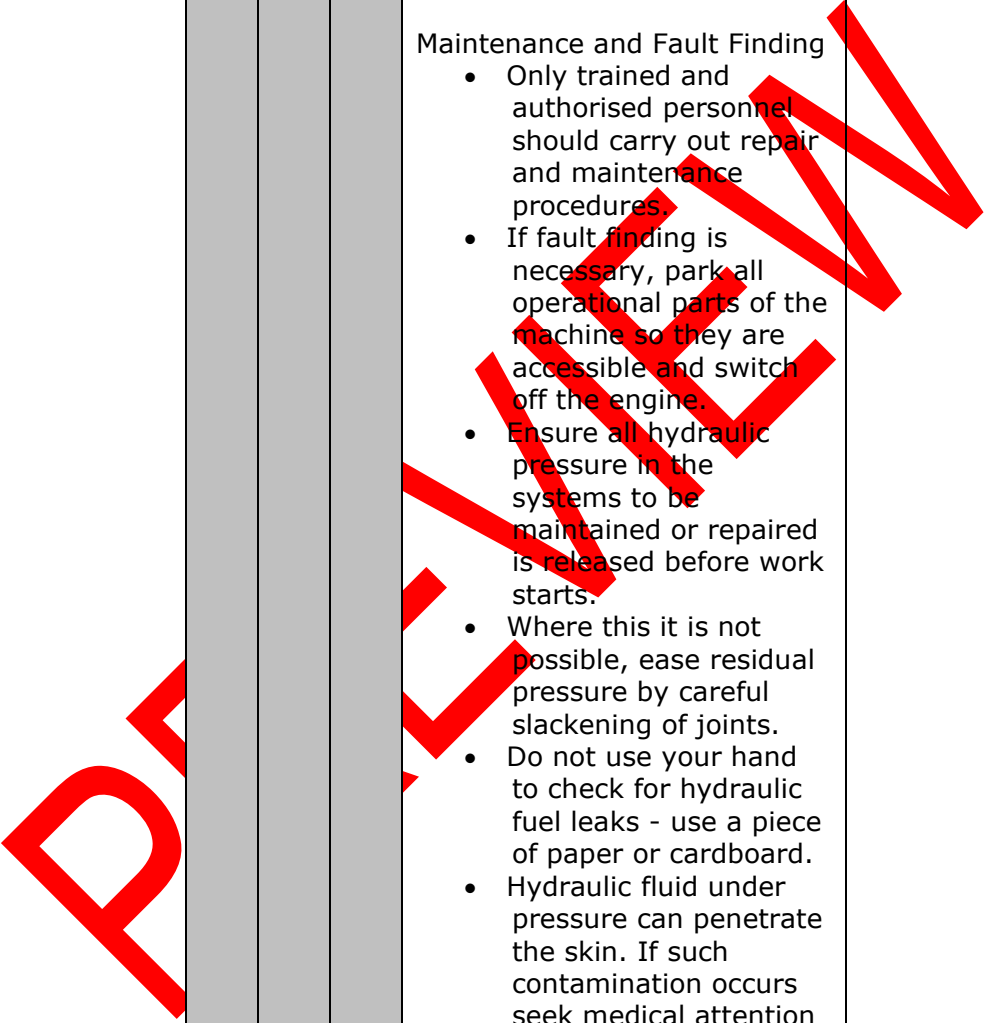 Maintenance and Fault Finding
• Only trained and
authorised personnel
should carry out repair
and maintenance
procedures.
• If fault finding is
necessary, park all
operational parts of the
machine so they are
accessible and switch
off the engine.
• Ensure all hydraulic
pressure in the
systems to be
maintained or repaired
is released before work
starts.
• Where this it is not
possible, ease residual
pressure by careful
slackening of joints.
• Do not use your hand
to check for hydraulic
fuel leaks - use a piece
of paper or cardboard.
• Hydraulic fluid under
pressure can penetrate
the skin. If such
contamination occurs
seek medical attention
PREVIEW